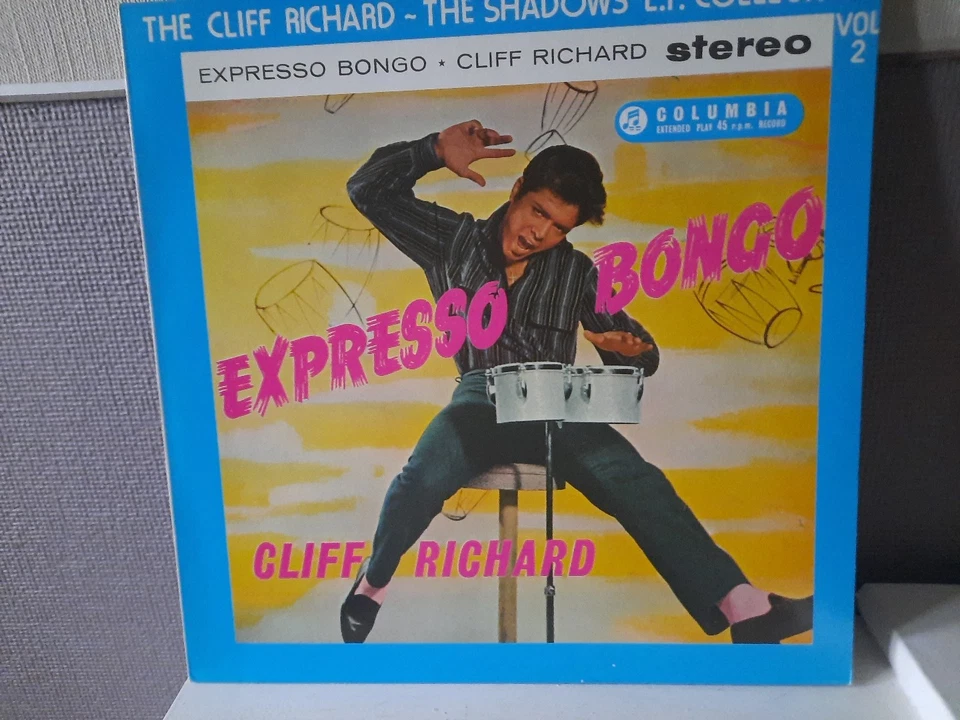 THE CLIFF RICHARD ~ THE SHADOWS E.P.
VOL
2
EXPRESSO BONGO ★ CLIFF RICHARD stereo
COLUMBIA
EXTENDED PLAY 45 r.p.m. RECORD
EXPRESSO BONGO
CLIFF RICHARD